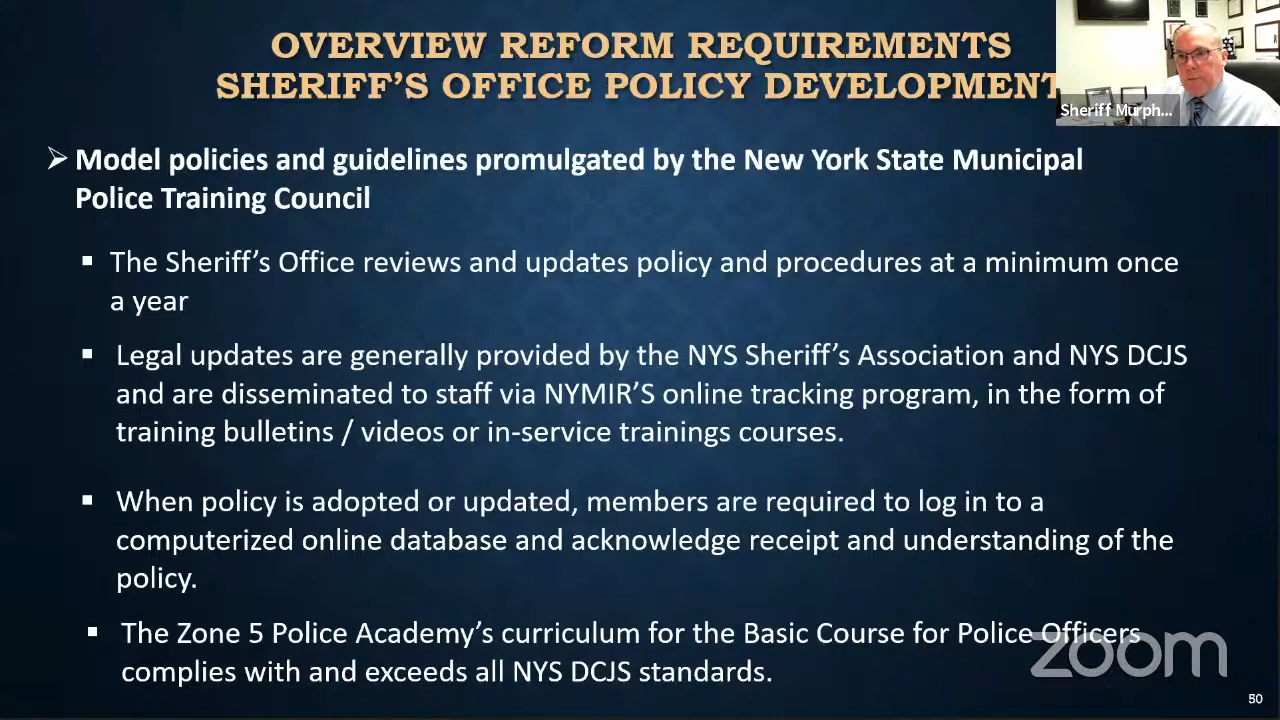 OVERVIEW REFORM REQUIREMENTS
SHERIFF'S OFFICE POLICY DEVELOPMENT
Sheriff Murph...
➢ Model policies and guidelines promulgated by the New York State Municipal
Police Training Council
▪ The Sheriff's Office reviews and updates policy and procedures at a minimum once
a year
▪ Legal updates are generally provided by the NYS Sheriff's Association and NYS DCJS
and are disseminated to staff via NYMIR'S online tracking program, in the form of
training bulletins / videos or in-service trainings courses.
▪ When policy is adopted or updated, members are required to log in to a
computerized online database and acknowledge receipt and understanding of the
policy.
▪ The Zone 5 Police Academy's curriculum for the Basic Course for Police Officers
complies with and exceeds all NYS DCJS standards.
zoom
50